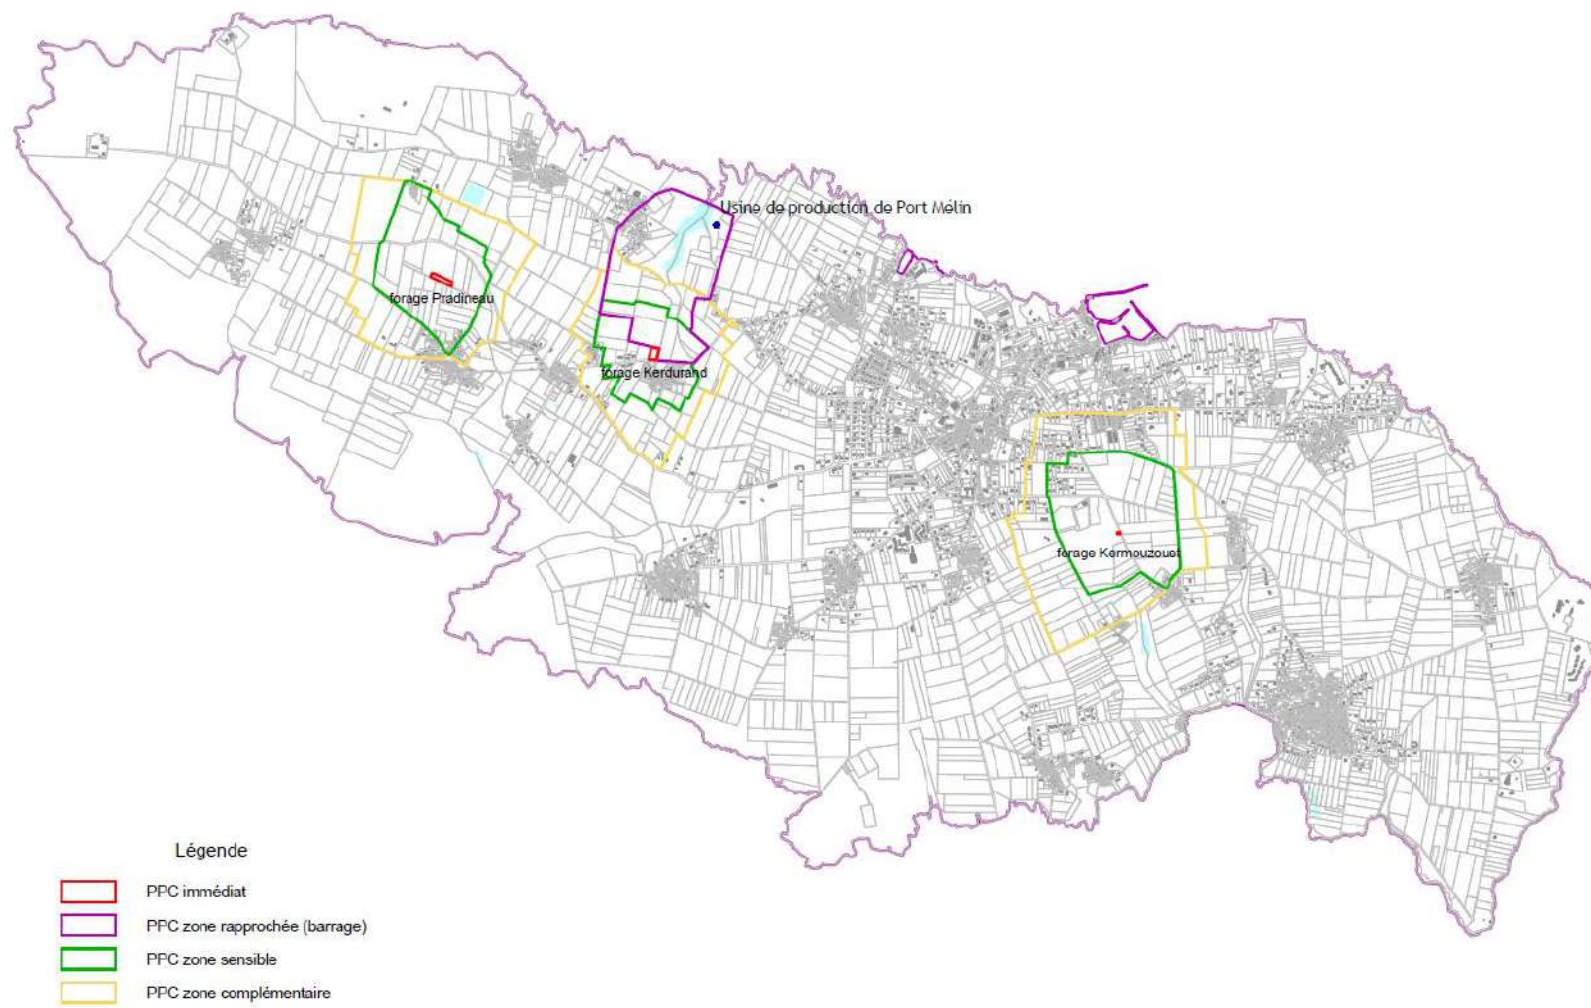 Usine de production de Port Mélin
forage Pradineau
forage Kerdurand
forage Kermouzouet
Légende
PPC immédiat
PPC zone rapprochée (barrage)
PPC zone sensible
PPC zone complémentaire